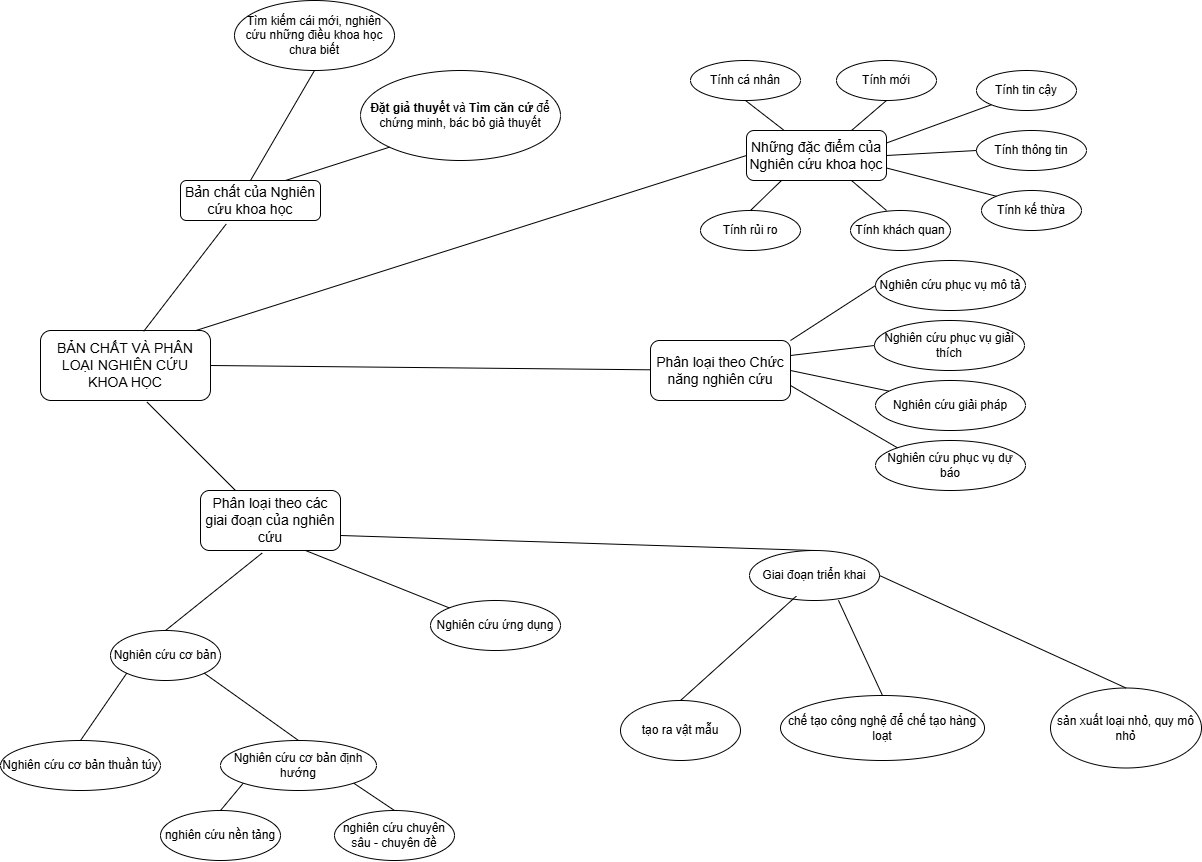 Tìm kiếm cái mới, nghiên
cứu những điều khoa học
chưa biết
Đặt giả thuyết và Tìm căn cứ để
chứng minh, bác bỏ giả thuyết
Bản chất của Nghiên
cứu khoa học
Tính cá nhân
Tính mới
Tính tin cậy
Những đặc điểm của
Nghiên cứu khoa học
Tính thông tin
Tính kế thừa
Tính rủi ro
Tính khách quan
BẢN CHẤT VÀ PHÂN
LOẠI NGHIÊN CỨU
KHOA HỌC
Phân loại theo Chức
năng nghiên cứu
Nghiên cứu phục vụ mô tả
Nghiên cứu phục vụ giải
thích
Nghiên cứu giải pháp
Nghiên cứu phục vụ dự
báo
Phân loại theo các
giai đoạn của nghiên
cứu
Giai đoạn triển khai
Nghiên cứu ứng dụng
Nghiên cứu cơ bản
tạo ra vật mẫu
chế tạo công nghệ để chế tạo hàng
loạt
sản xuất loại nhỏ, quy mô
nhỏ
Nghiên cứu cơ bản thuần túy
Nghiên cứu cơ bản định
hướng
nghiên cứu nền tảng
nghiên cứu chuyên
sâu - chuyên đề